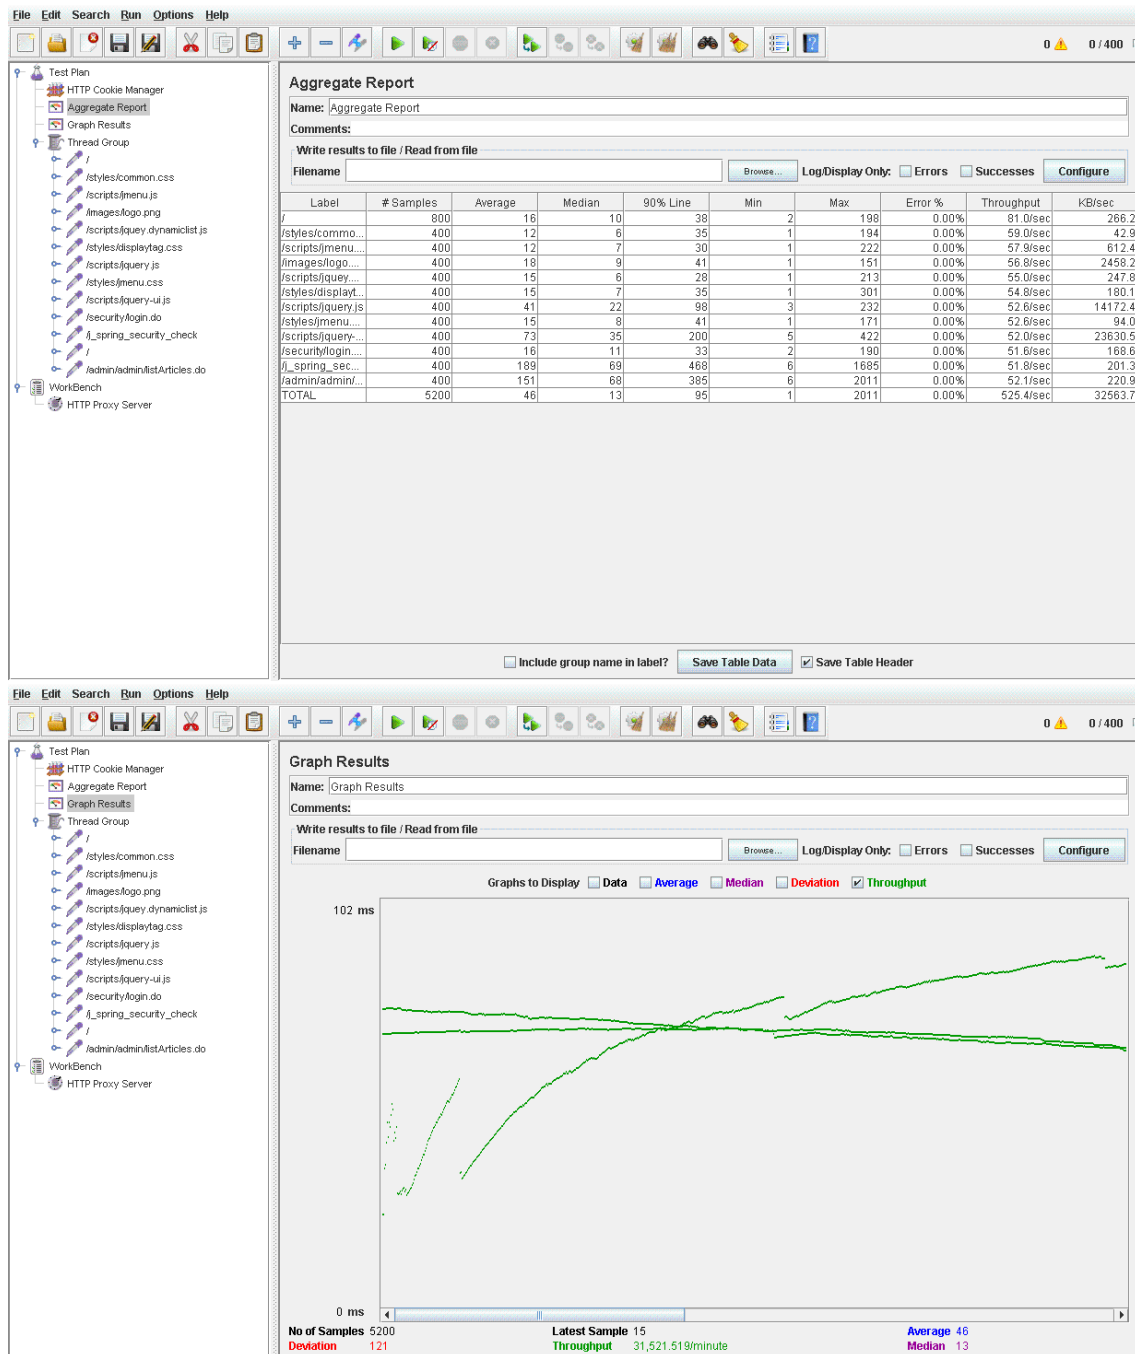 File Edit Search Run Options Help
0 0 / 400
Test Plan
HTTP Cookie Manager
Aggregate Report
Graph Results
Thread Group
/
/styles/common.css
/scripts/jmenu.js
/images/logo.png
/scripts/jquey.dynamiclist.js
/styles/displaytag.css
/scripts/jquery.js
/styles/jmenu.css
/scripts/jquery-ui.js
/security/login.do
/j_spring_security_check
/
/admin/admin/listArticles.do
WorkBench
HTTP Proxy Server
Aggregate Report
Name: Aggregate Report
Comments:
Write results to file / Read from file
Filename Browse... Log/Display Only: Errors Successes Configure
Label # Samples Average Median 90% Line Min Max Error % Throughput KB/sec
/ 800 16 10 38 2 198 0.00% 81.0/sec 266.2
/styles/commo... 400 12 6 35 1 194 0.00% 59.0/sec 42.9
/scripts/jmenu.... 400 12 7 30 1 222 0.00% 57.9/sec 612.4
/images/logo.... 400 18 9 41 1 151 0.00% 56.8/sec 2458.2
/scripts/jquey.... 400 15 6 28 1 213 0.00% 55.0/sec 247.8
/styles/displayt... 400 15 7 35 1 301 0.00% 54.8/sec 180.1
/scripts/jquery.js 400 41 22 98 3 232 0.00% 52.6/sec 14172.4
/styles/jmenu.... 400 15 8 41 1 171 0.00% 52.6/sec 94.0
/scripts/jquery-... 400 73 35 200 5 422 0.00% 52.0/sec 23630.5
/security/login.... 400 16 11 33 2 190 0.00% 51.6/sec 168.6
/j_spring_sec... 400 189 69 468 6 1685 0.00% 51.8/sec 201.3
/admin/admin/... 400 151 68 385 6 2011 0.00% 52.1/sec 220.9
TOTAL 5200 46 13 95 1 2011 0.00% 525.4/sec 32563.7
Include group name in label? Save Table Data Save Table Header
File Edit Search Run Options Help
0 0 / 400
Test Plan
HTTP Cookie Manager
Aggregate Report
Graph Results
Thread Group
/
/styles/common.css
/scripts/jmenu.js
/images/logo.png
/scripts/jquey.dynamiclist.js
/styles/displaytag.css
/scripts/jquery.js
/styles/jmenu.css
/scripts/jquery-ui.js
/security/login.do
/j_spring_security_check
/
/admin/admin/listArticles.do
WorkBench
HTTP Proxy Server
Graph Results
Name: Graph Results
Comments:
Write results to file / Read from file
Filename Browse... Log/Display Only: Errors Successes Configure
Graphs to Display Data Average Median Deviation Throughput
102 ms
0 ms
No of Samples 5200 Latest Sample 15 Average 46
Deviation 121 Throughput 31,521.519/minute Median 13